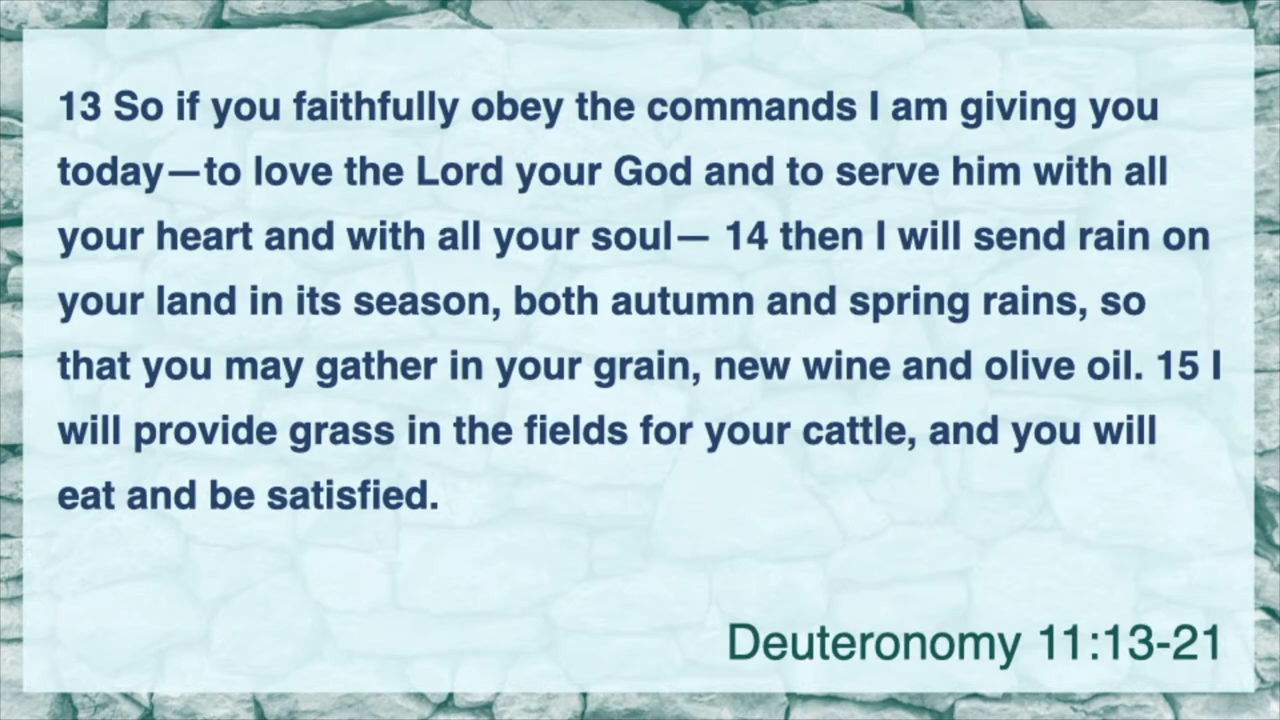 13 So if you faithfully obey the commands I am giving you
today—to love the Lord your God and to serve him with all
your heart and with all your soul— 14 then I will send rain on
your land in its season, both autumn and spring rains, so
that you may gather in your grain, new wine and olive oil. 15 I
will provide grass in the fields for your cattle, and you will
eat and be satisfied.
Deuteronomy 11:13-21